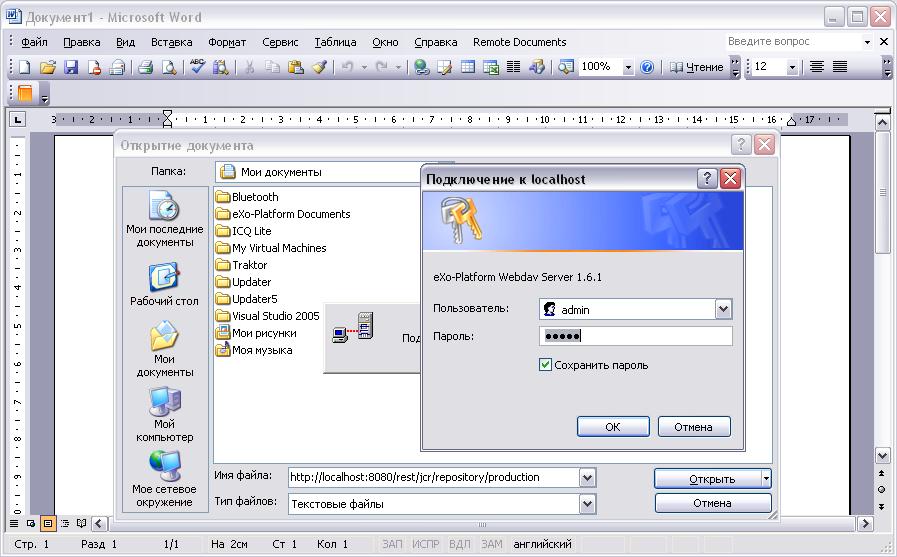 Документ1 - Microsoft Word
Файл Правка Вид Вставка Формат Сервис Таблица Окно Справка Remote Documents Введите вопрос
100% Чтение 12
3 2 1 1 2 3 4 5 6 7 8 9 10 11 12 13 14 15 16 17
Открытие документа
Папка: Мои документы
Подключение к localhost
Мои последние документы
Рабочий стол
Мои документы
Мой компьютер
Мое сетевое окружение
Bluetooth
eXo-Platform Documents
ICQ Lite
My Virtual Machines
Traktor
Updater
Updater5
Visual Studio 2005
Мои рисунки
Моя музыка
Под
eXo-Platform Webdav Server 1.6.1
Пользователь: admin
Пароль: ●●●●●
Сохранить пароль
OK Отмена
Имя файла: http://localhost:8080/rest/jcr/repository/production Открыть
Тип файлов: Текстовые файлы Отмена
Стр. 1 Разд 1 1/1 На 2см Ст 1 Кол 1 ЗАП ИСПР ВДЛ ЗАМ английский